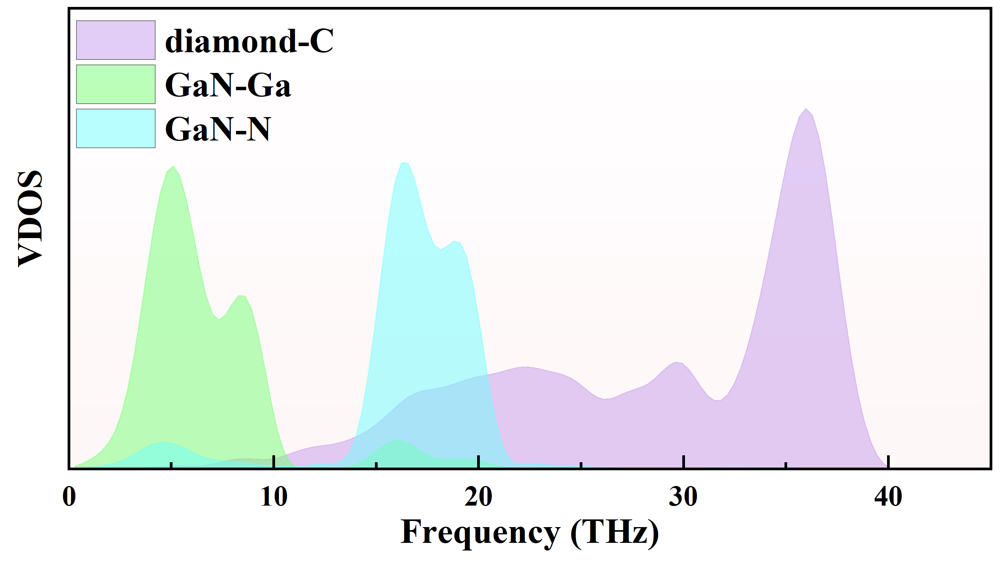 diamond-C
GaN-Ga
GaN-N
VDOS
0 10 20 30 40
Frequency (THz)